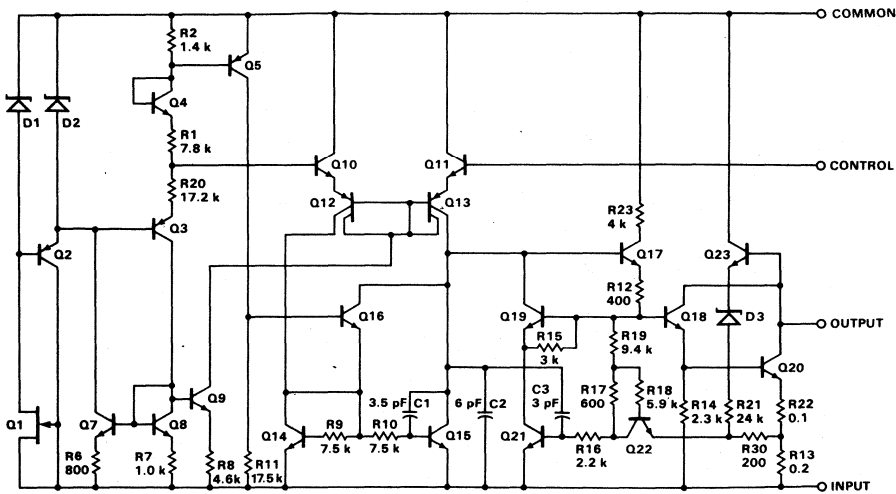 COMMON
R2
1.4 k
Q5
Q4
D1
D2
R1
7.8 k
Q10
Q11
CONTROL
R20
17.2 k
Q12
Q13
R23
4 k
Q3
Q2
Q17
Q23
R12
400
Q16
Q19
Q18
D3
OUTPUT
R15
3 k
R19
9.4 k
Q20
Q9
3.5 pF
C1
6 pF
C2
C3
3 pF
R17
600
R18
5.9 k
R14
2.3 k
R21
24 k
R22
0.1
Q1
Q7
Q8
Q14
R9
7.5 k
R10
7.5 k
Q15
Q21
R16
2.2 k
Q22
R30
200
R13
0.2
R6
800
R7
1.0 k
R8
4.6k
R11
17.5 k
INPUT